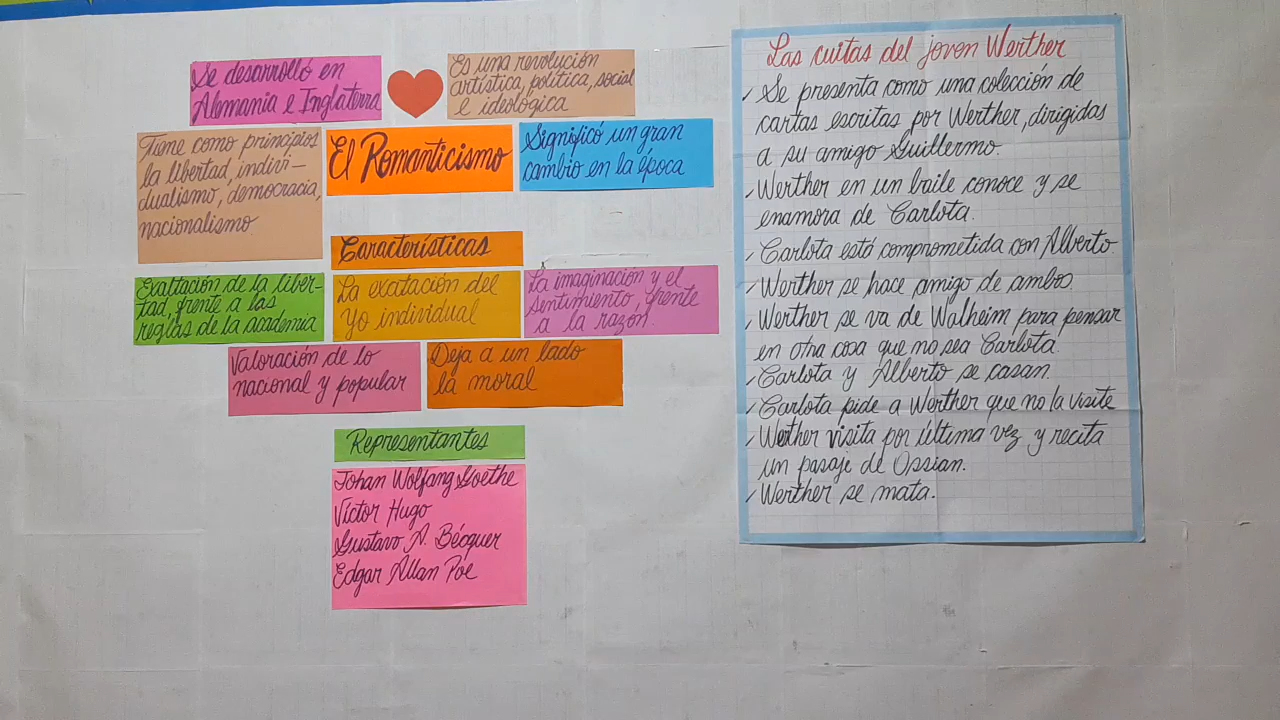 Se desarrolló en
Alemania e Inglaterra
Es una revolución
artística, política, social
e ideológica
Tiene como principios
la libertad, indivi-
dualismo, democracia,
nacionalismo.
El Romanticismo
Significó un gran
cambio en la época
Características
Exaltación de la liber-
tad, frente a las
reglas de la academia
La exatación del
yo individual
La imaginación y el
sentimiento, frente
a la razón.
Valoración de lo
nacional y popular
Deja a un lado
la moral
Representantes
Johan Wolfang Goethe
Víctor Hugo
Gustavo A. Bécquer
Edgar Allan Poe
Las cuitas del joven Werther
✓ Se presenta como una colección de
cartas escritas por Werther, dirigidas
a su amigo Guillermo.
✓ Werther en un baile conoce y se
enamora de Carlota.
✓ Carlota está comprometida con Alberto.
✓ Werther se hace amigo de ambos.
✓ Werther se va de Walheim para pensar
en otra cosa que no sea Carlota.
✓ Carlota y Alberto se casan.
✓ Carlota pide a Werther que no la visite
✓ Werther visita por última vez y recita
un pasaje de Ossian.
✓ Werther se mata.